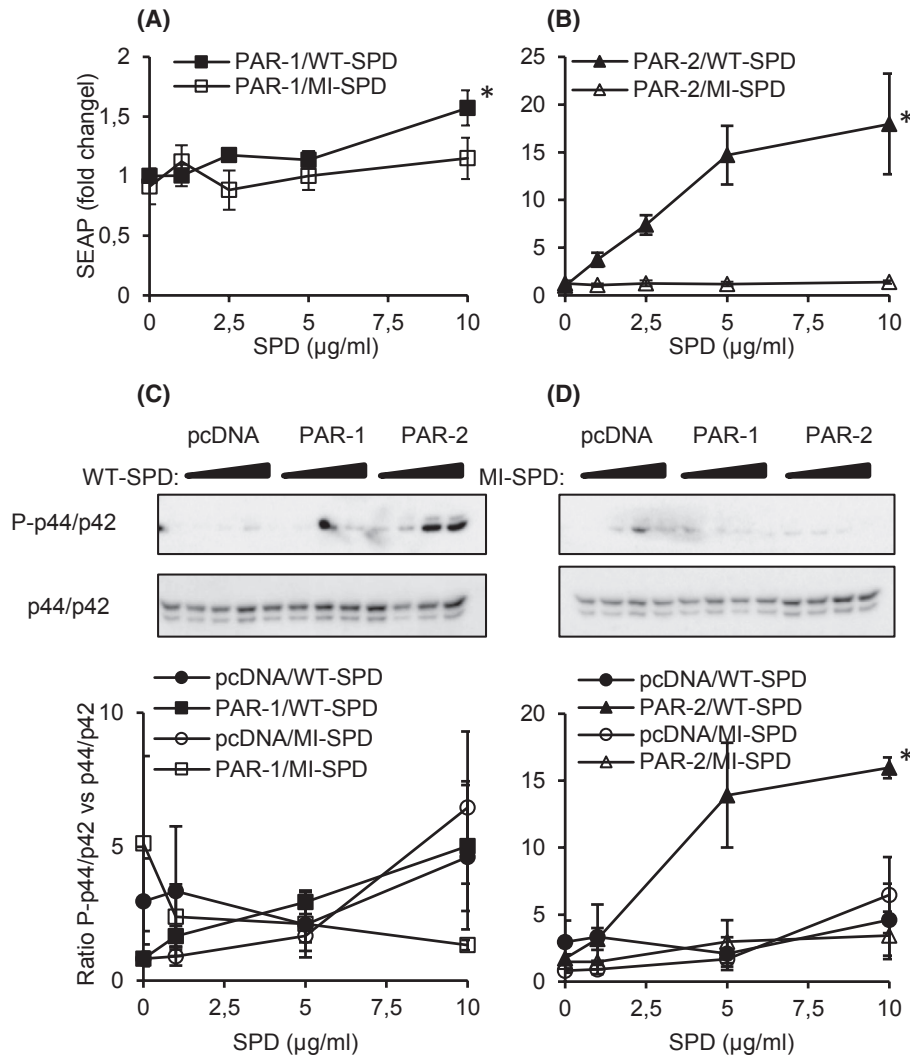 (A)
PAR-1/WT-SPD
PAR-1/MI-SPD
2
1,5
1
0,5
0
SEAP (fold changel)
*
0 2,5 5 7,5 10
SPD (µg/ml)
(B)
PAR-2/WT-SPD
PAR-2/MI-SPD
25
20
15
10
5
0
*
0 2,5 5 7,5 10
SPD (µg/ml)
(C)
pcDNA PAR-1 PAR-2
WT-SPD:
P-p44/p42
p44/p42
pcDNA/WT-SPD
PAR-1/WT-SPD
pcDNA/MI-SPD
PAR-1/MI-SPD
10
5
0
Ratio P-p44/p42 vs p44/p42
0 2,5 5 7,5 10
SPD (µg/ml)
(D)
pcDNA PAR-1 PAR-2
MI-SPD:
pcDNA/WT-SPD
PAR-2/WT-SPD
pcDNA/MI-SPD
PAR-2/MI-SPD
20
15
10
5
0
*
0 2,5 5 7,5 10
SPD (µg/ml)